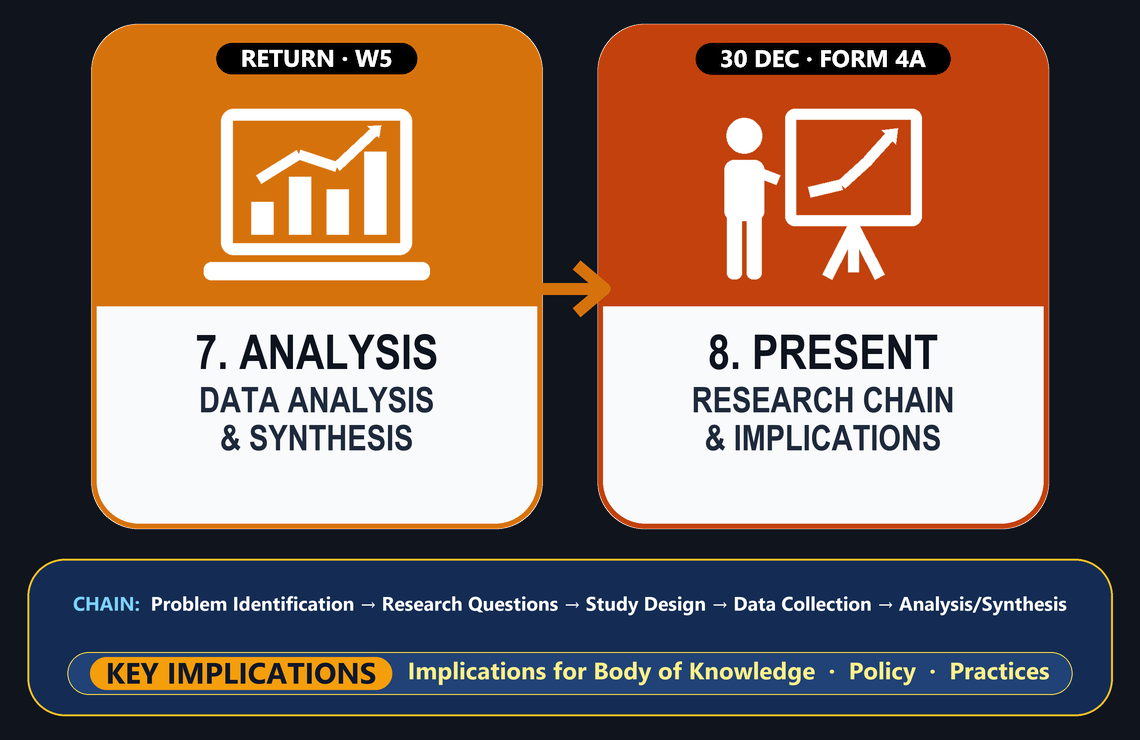 RETURN · W5
7. ANALYSIS
DATA ANALYSIS
& SYNTHESIS
30 DEC · FORM 4A
8. PRESENT
RESEARCH CHAIN
& IMPLICATIONS
CHAIN: Problem Identification → Research Questions → Study Design → Data Collection → Analysis/Synthesis
KEY IMPLICATIONS Implications for Body of Knowledge · Policy · Practices